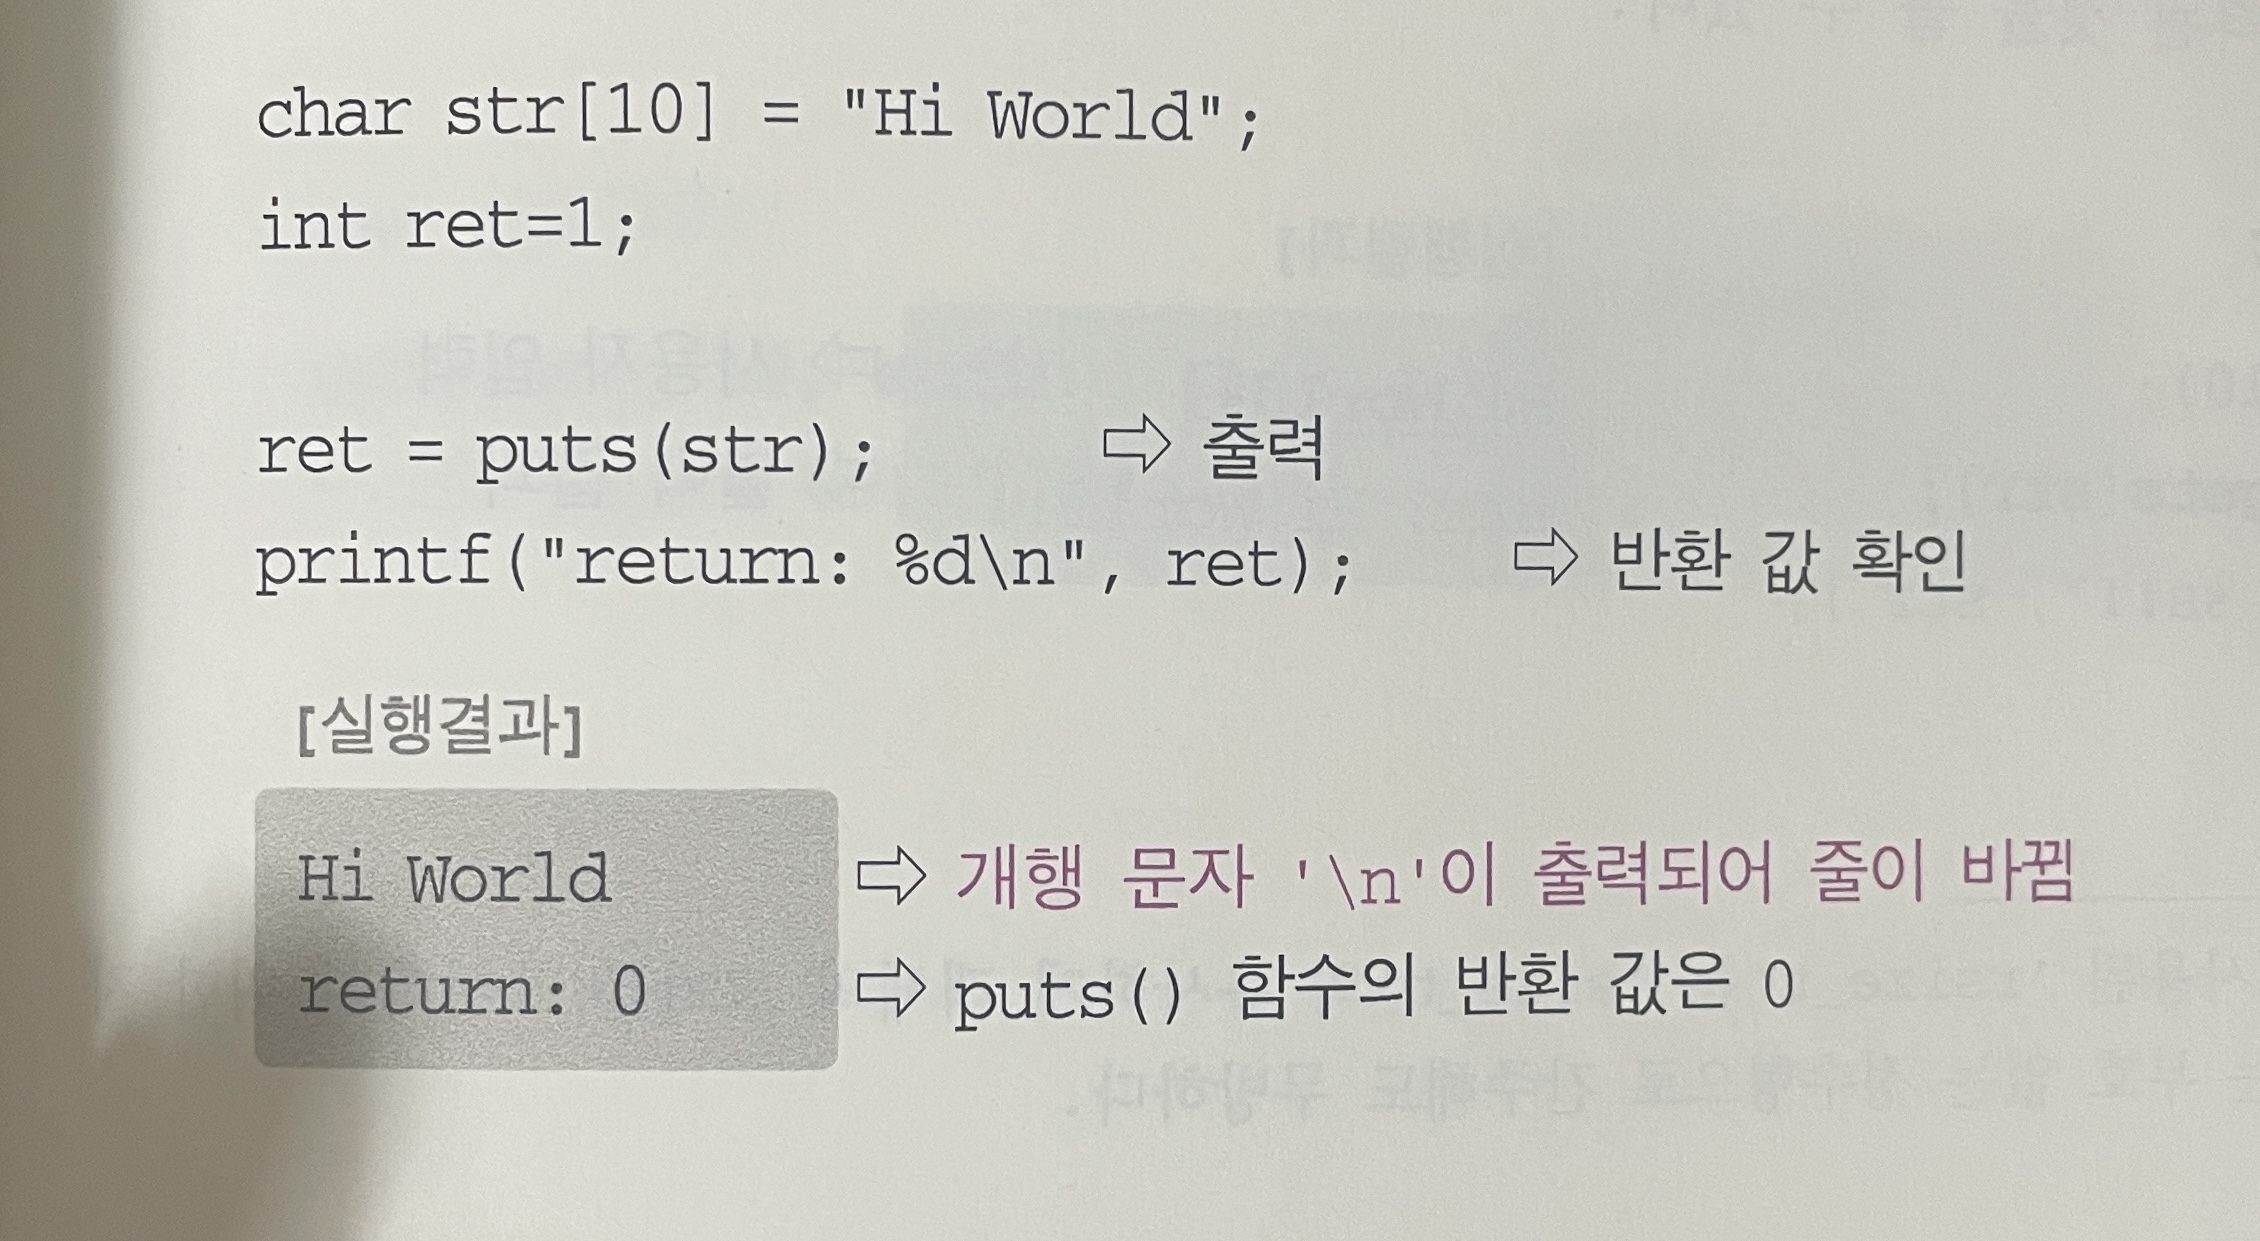 char str[10] = "Hi World";
int ret=1;
ret = puts(str); ⇨ 출력
printf("return: %d\n", ret); ⇨ 반환 값 확인
[실행결과]
Hi World ⇨ 개행 문자 '\n'이 출력되어 줄이 바뀜
return: 0 ⇨ puts() 함수의 반환 값은 0